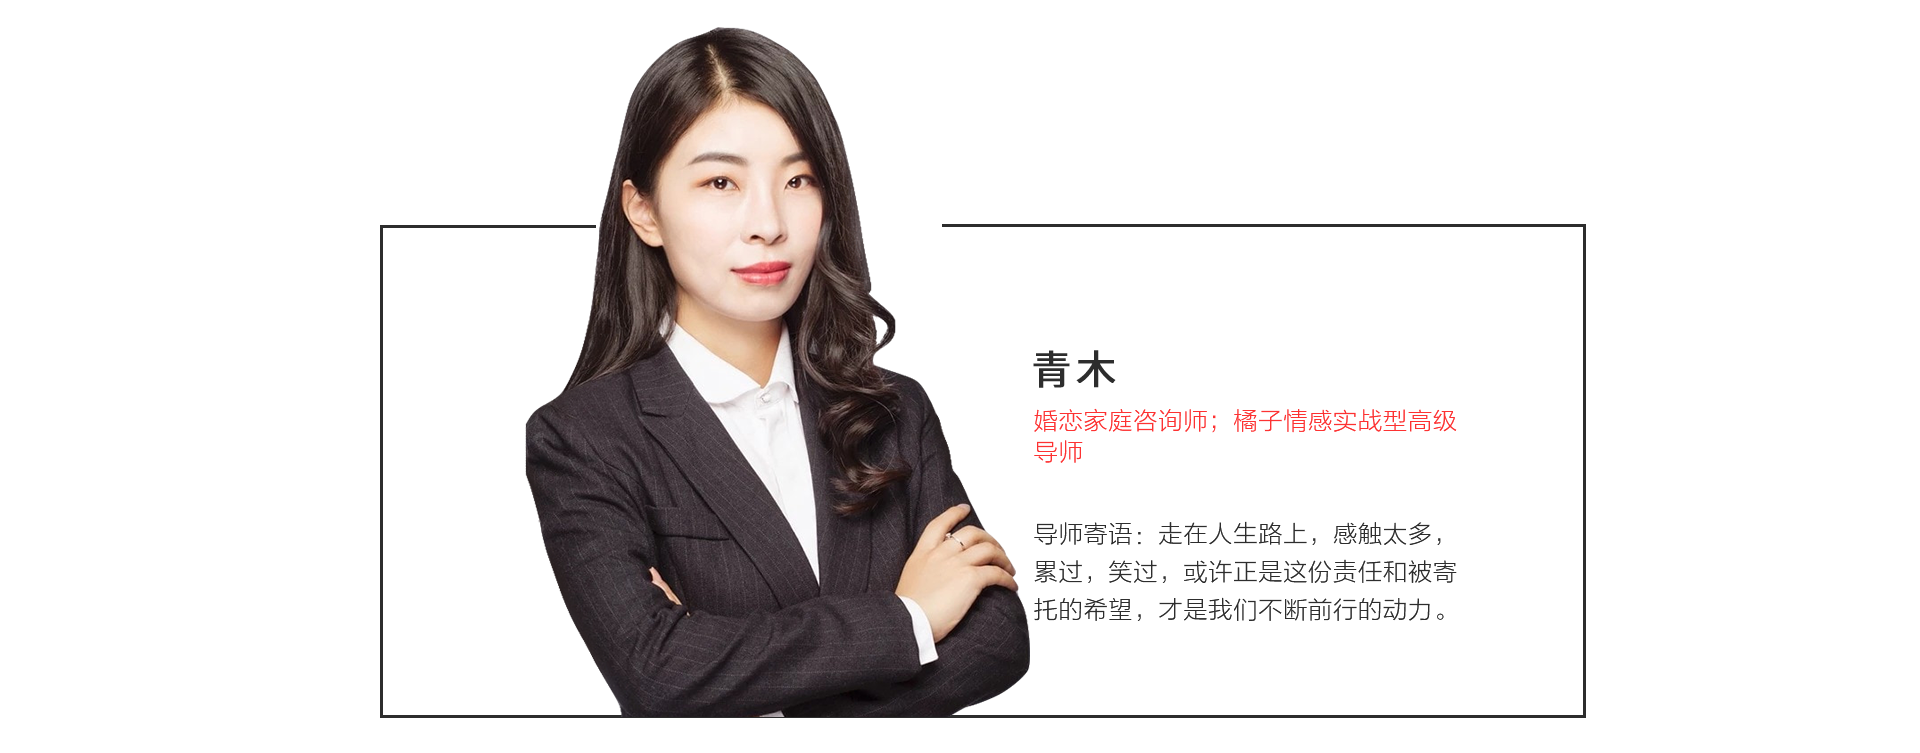 青木
婚恋家庭咨询师；橘子情感实战型高级
导师
导师寄语：走在人生路上，感触太多，
累过，笑过，或许正是这份责任和被寄
托的希望，才是我们不断前行的动力。